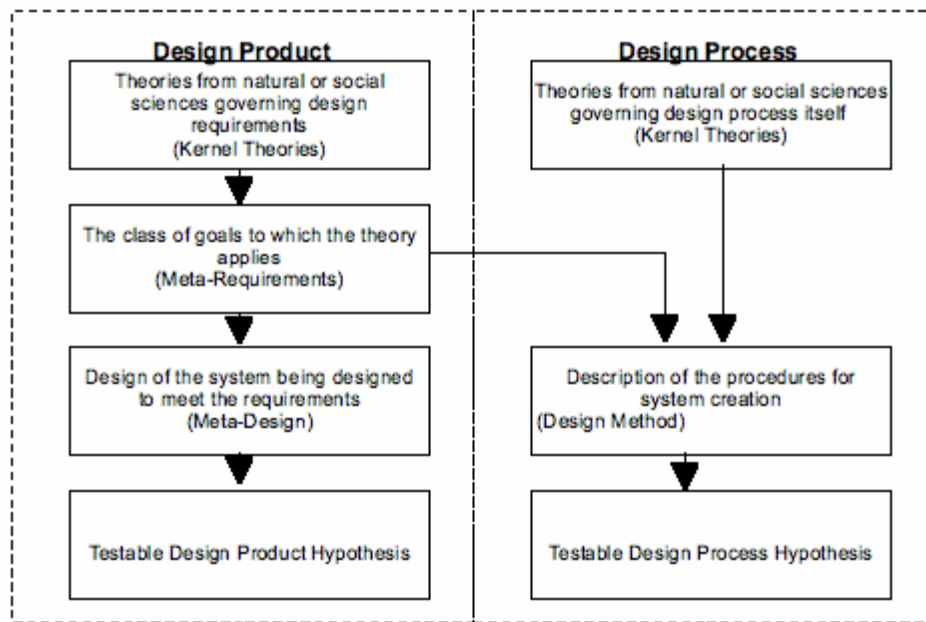 Design Product
Theories from natural or social
sciences governing design
requirements
(Kernel Theories)
The class of goals to which the theory
applies
(Meta-Requirements)
Design of the system being designed
to meet the requirements
(Meta-Design)
Testable Design Product Hypothesis
Design Process
Theories from natural or social sciences
governing design process itself
(Kernel Theories)
Description of the procedures for
system creation
(Design Method)
Testable Design Process Hypothesis